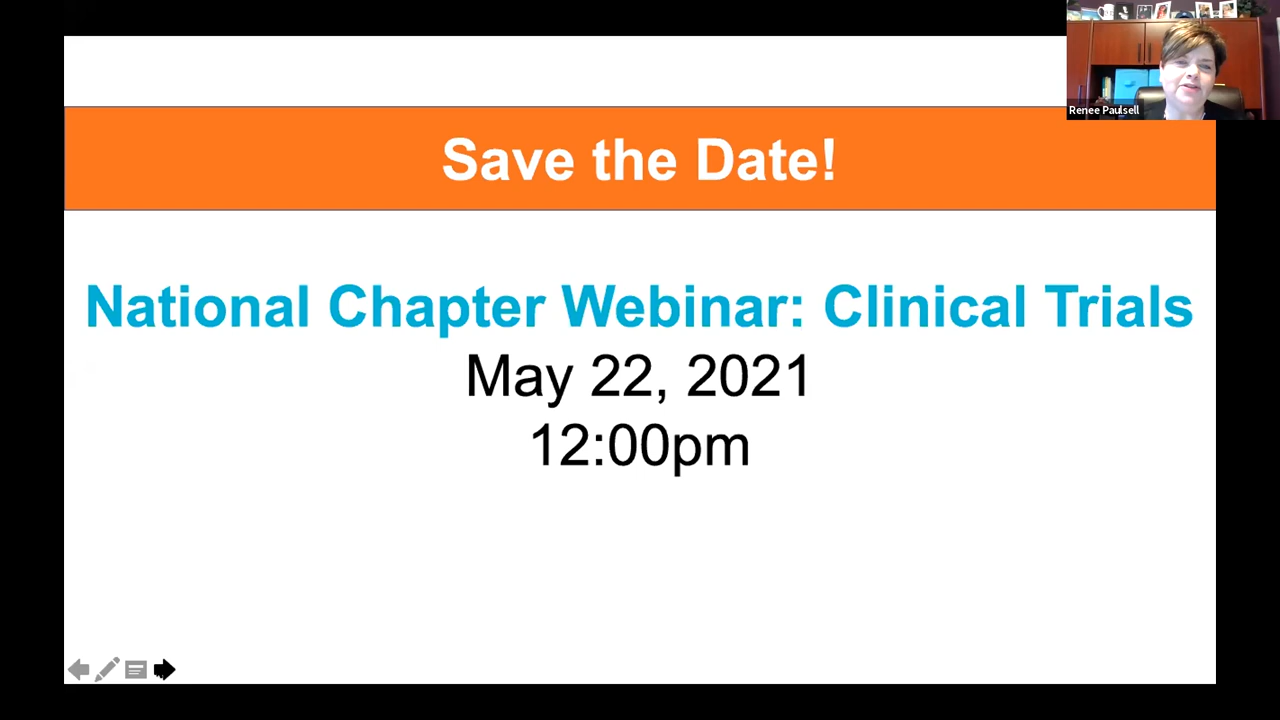 Renee Paulsell
Save the Date!
National Chapter Webinar: Clinical Trials
May 22, 2021
12:00pm